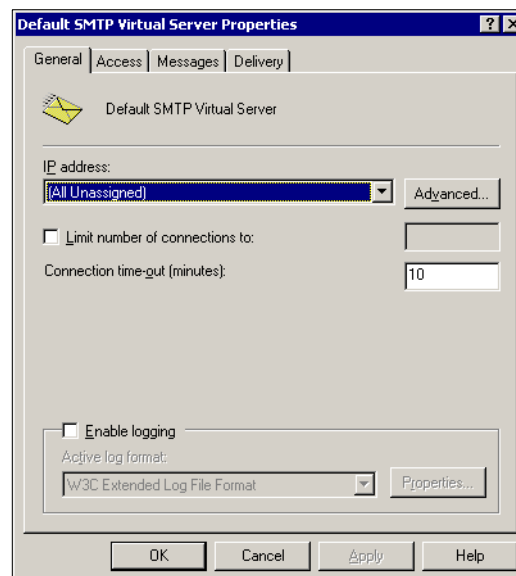 Default SMTP Virtual Server Properties
General Access Messages Delivery
Default SMTP Virtual Server
IP address:
(All Unassigned)
Advanced...
Limit number of connections to:
Connection time-out (minutes):
10
Enable logging
Active log format:
W3C Extended Log File Format
Properties...
OK Cancel Apply Help